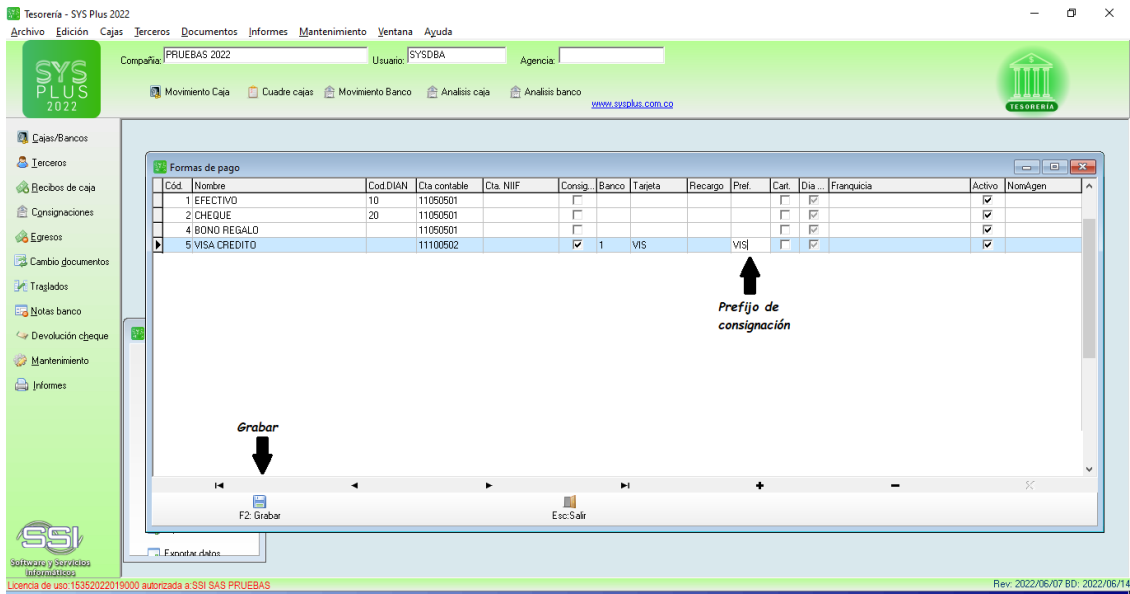 Tesorería - SYS Plus 2022
Archivo Edición Cajas Terceros Documentos Informes Mantenimiento Ventana Ayuda
SYS
PLUS
2022
Compañia: PRUEBAS 2022 Usuario: SYSDBA Agencia:
Movimiento Caja Cuadre cajas Movimiento Banco Analisis caja Analisis banco
www.sysplus.com.co
TESORERÍA
Cajas/Bancos
Terceros
Recibos de caja
Consignaciones
Egresos
Cambio documentos
Traslados
Notas banco
Devolución cheque
Mantenimiento
Informes
Formas de pago
Cód. Nombre Cod.DIAN Cta contable Cta. NIIF Consig... Banco Tarjeta Recargo Pref. Cart. Dia ... Franquicia Activo NomAgen
1 EFECTIVO 10 11050501
2 CHEQUE 20 11050501
4 BONO REGALO 11050501
5 VISA CREDITO 11100502 1 VIS VIS
Prefijo de
consignación
Grabar
F2: Grabar Esc:Salir
Exportar datos
SSI
Software y Servicios
Informáticos
Licencia de uso:15352022019000 autorizada a:SSI SAS PRUEBAS
Rev: 2022/06/07 BD: 2022/06/14